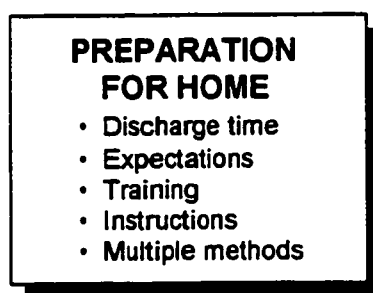 PREPARATION
FOR HOME
• Discharge time
• Expectations
• Training
• Instructions
• Multiple methods